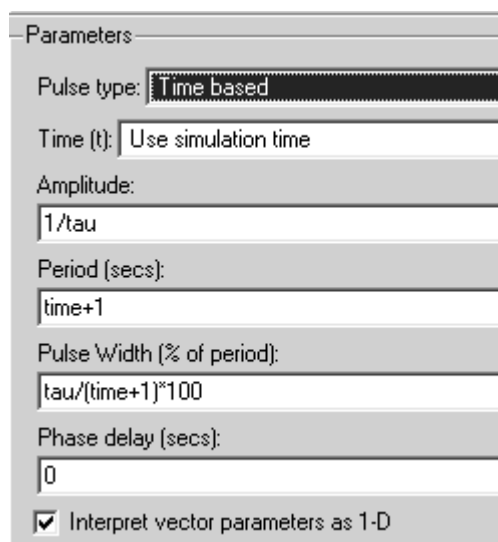 Parameters
Pulse type: Time based
Time (t): Use simulation time
Amplitude:
1/tau
Period (secs):
time+1
Pulse Width (% of period):
tau/(time+1)*100
Phase delay (secs):
0
Interpret vector parameters as 1-D